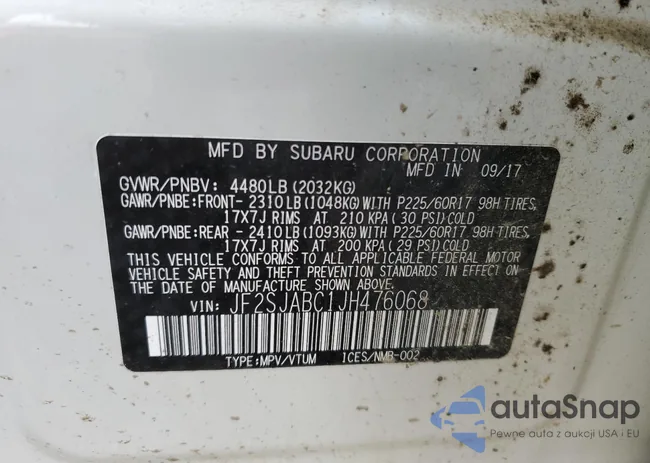 MFD BY SUBARU CORPORATION
MFD IN 09/17
GVWR/PNBV: 4480LB(2032KG)
GAWR/PNBE:FRONT-2310LB(1048KG)WITH P225/60R17 98H TIRES,
17X7J RIMS AT 210 KPA(30 PSI)COLD
GAWR/PNBE:REAR -2410LB(1093KG)WITH P225/60R17 98H TIRES,
17X7J RIMS AT 200 KPA(29 PSI)COLD
THIS VEHICLE CONFORMS TO ALL APPLICABLE FEDERAL MOTOR
VEHICLE SAFETY AND THEFT PREVENTION STANDARDS IN EFFECT ON
THE DATE OF MANUFACTURE SHOWN ABOVE.
VIN: JF2SJABC1JH476068
TYPE:MPV/VTUM ICES/NMB-002
autaSnap
Pewne auta z aukcji USA i EU